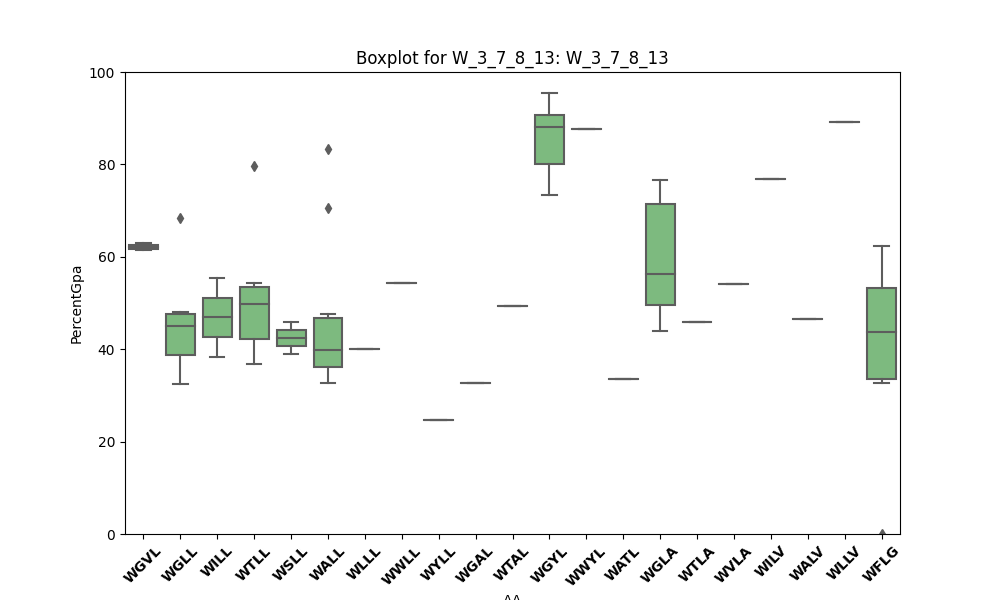 Boxplot for W_3_7_8_13: W_3_7_8_13
PercentGpa
100
80
60
40
20
0
WGVL
WGLL
WILL
WTLL
WSLL
WALL
WLLL
WWLL
WYLL
WGAL
WTAL
WGYL
WWYL
WATL
WGLA
WTLA
WVLA
WILV
WALV
WLLV
WFLG
AA